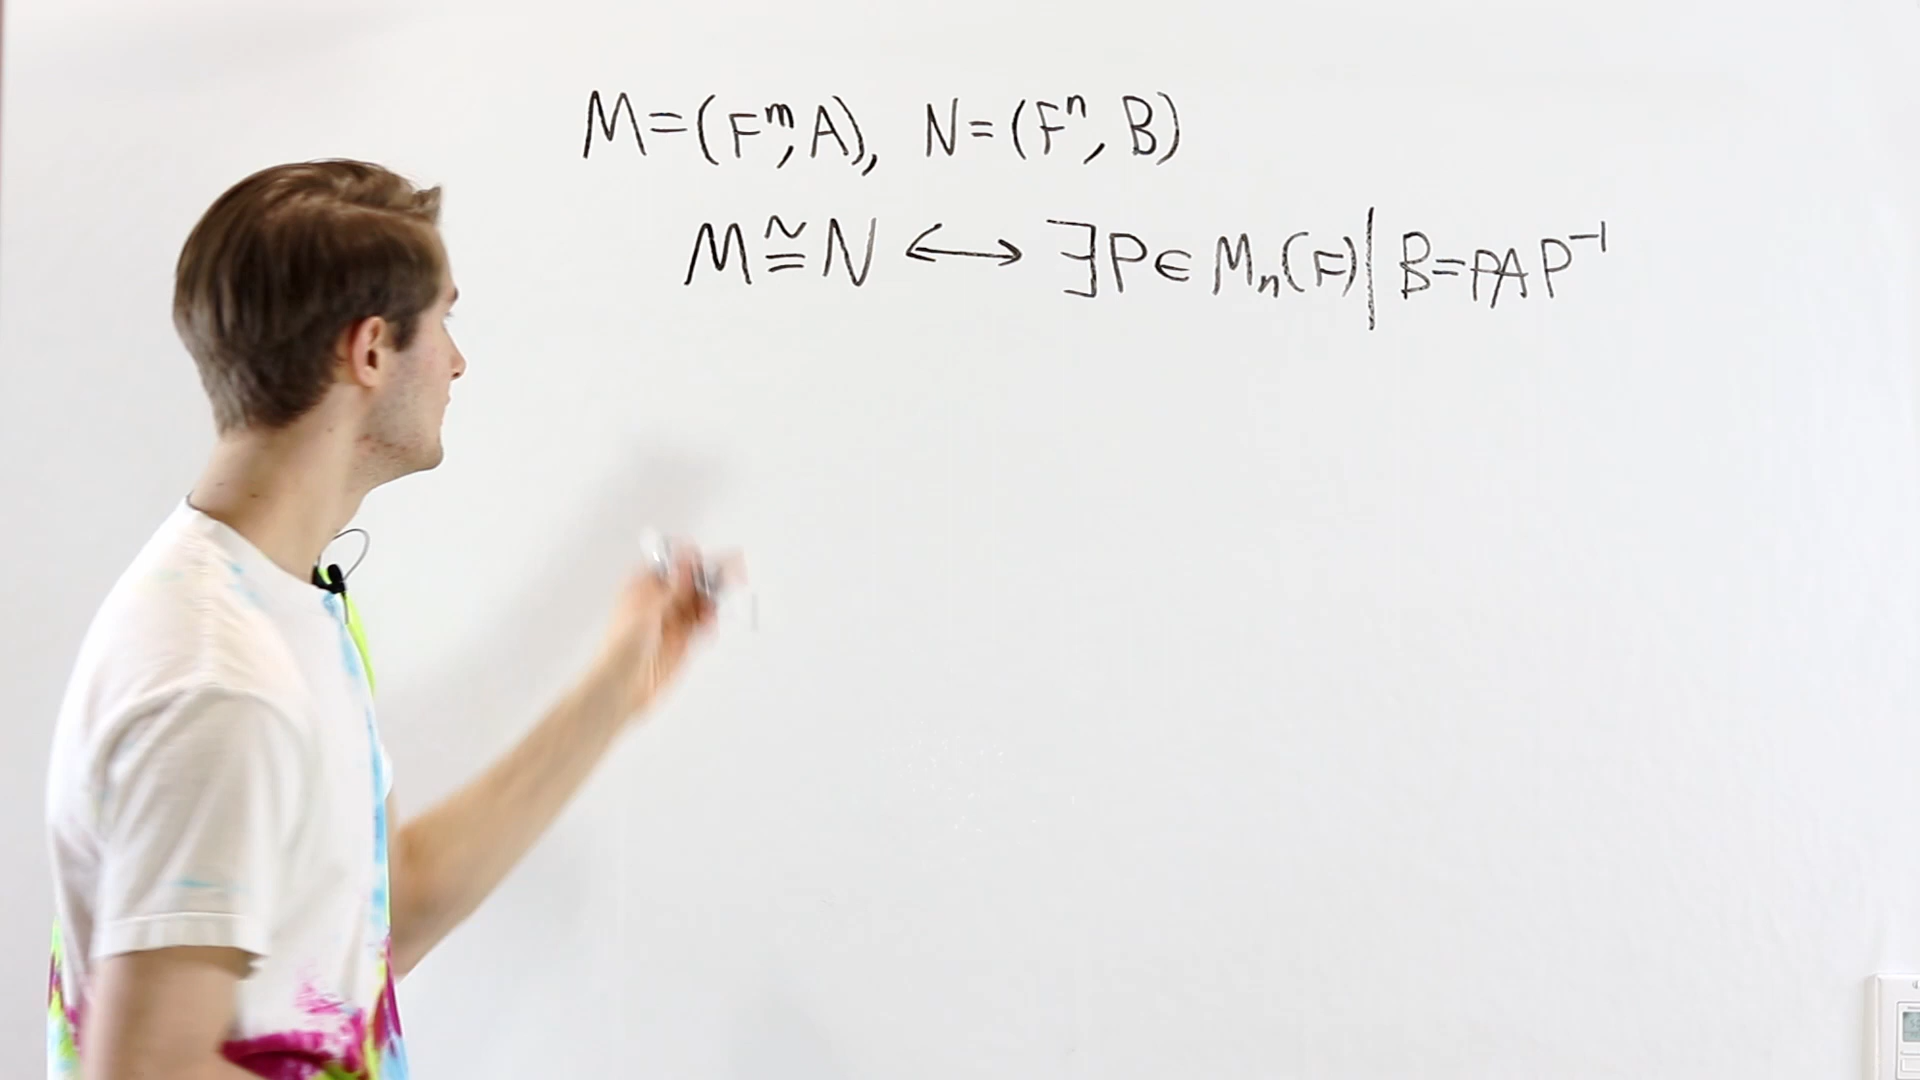 M=(Fᵐ, A), N=(Fⁿ, B)
M≅N ↔ ∃P∈Mₙ(F)| B=PAP⁻¹